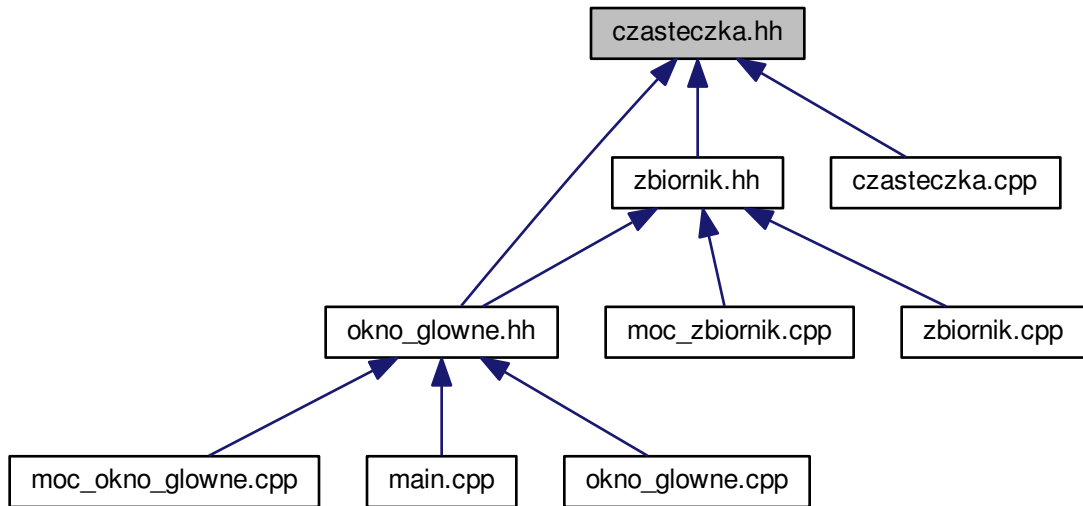 czasteczka.hh
zbiornik.hh
czasteczka.cpp
okno_glowne.hh
moc_zbiornik.cpp
zbiornik.cpp
moc_okno_glowne.cpp
main.cpp
okno_glowne.cpp